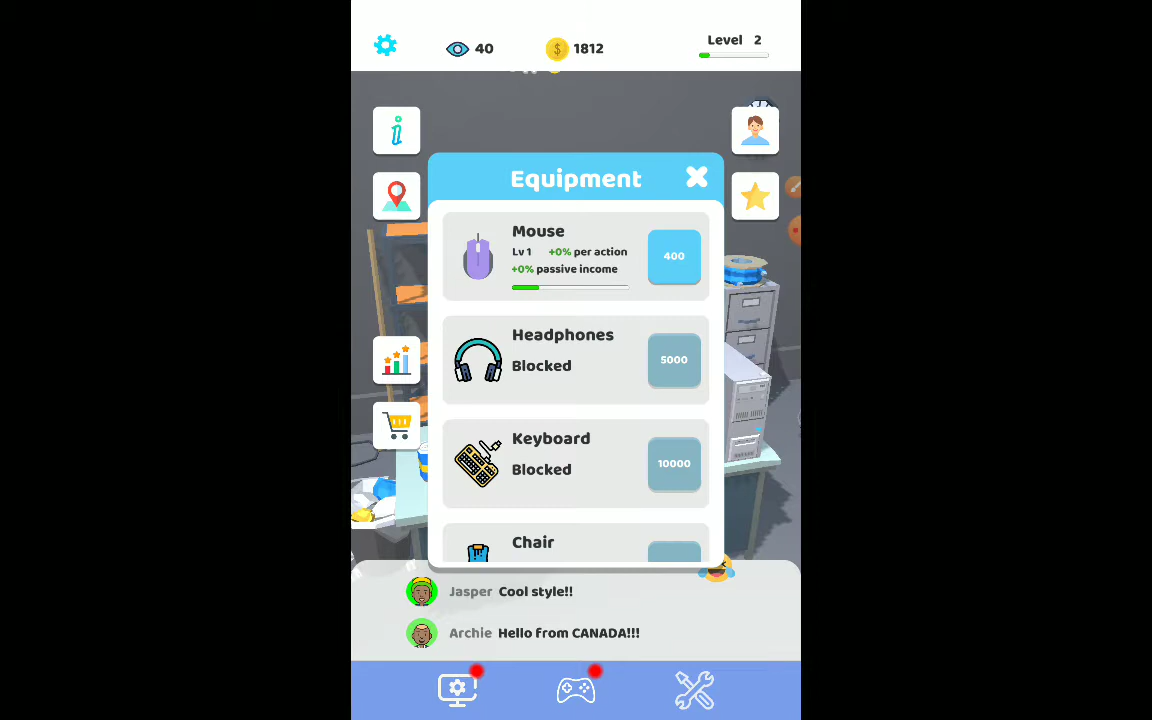 40
1812
Level 2
Equipment
Mouse
Lv 1 +0% per action
+0% passive income
400
Headphones
Blocked
5000
Keyboard
Blocked
10000
Chair
Jasper Cool style!!
Archie Hello from CANADA!!!